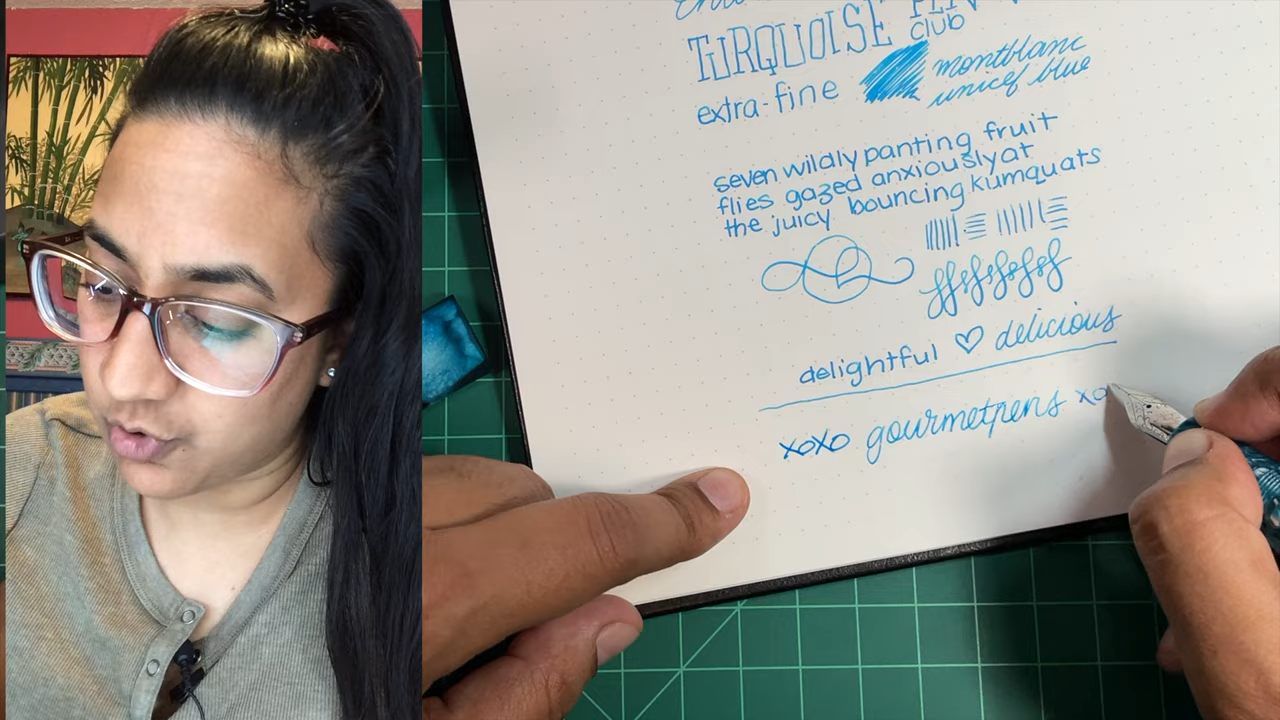 TURQUOISE
club
extra-fine montblanc
unicef blue
seven wildly panting fruit
flies gazed anxiously at
the juicy bouncing kumquats
delightful ♡ delicious
xoxo gourmetpens xo